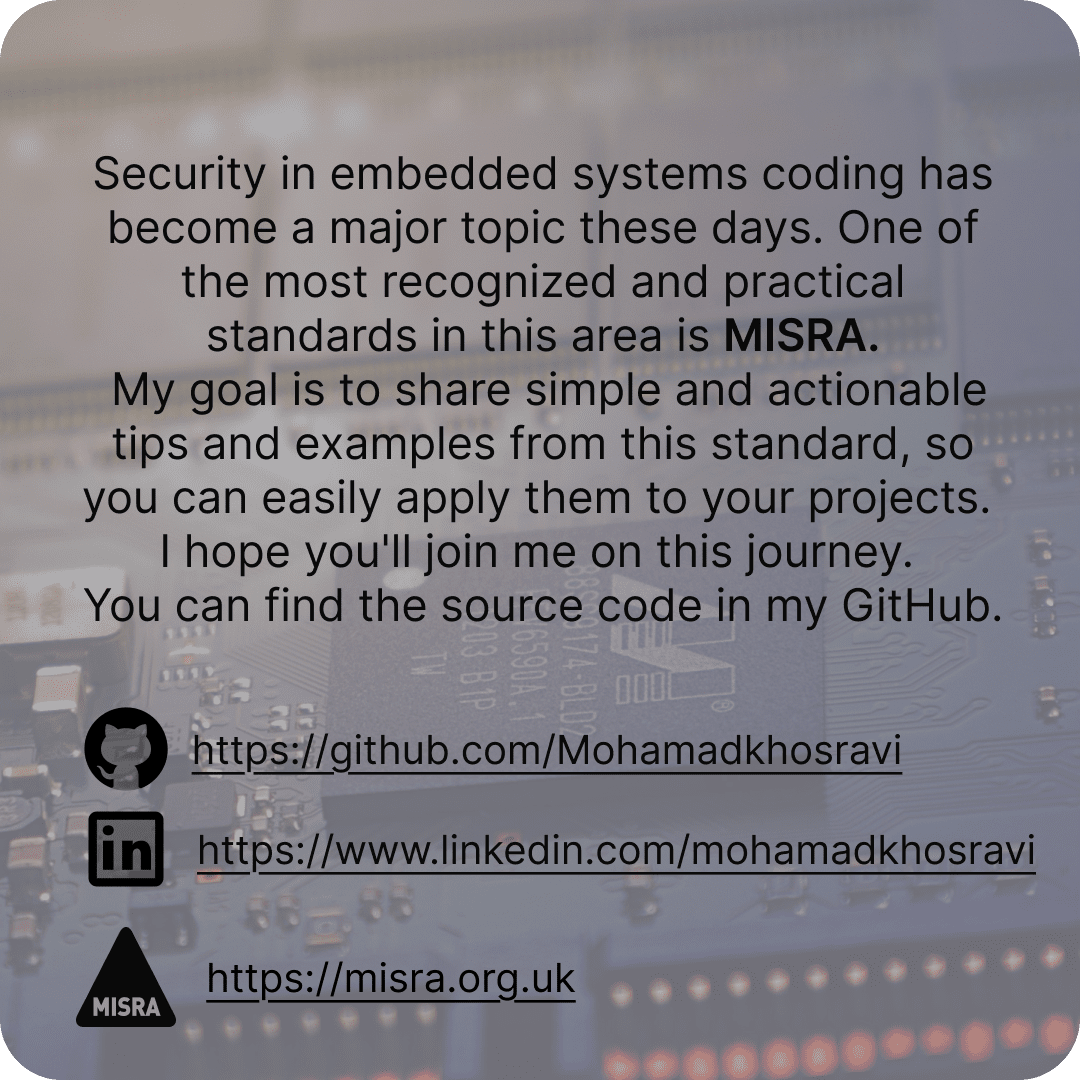 Security in embedded systems coding has
become a major topic these days. One of
the most recognized and practical
standards in this area is MISRA.
My goal is to share simple and actionable
tips and examples from this standard, so
you can easily apply them to your projects.
I hope you'll join me on this journey.
You can find the source code in my GitHub.
https://github.com/Mohamadkhosravi
in
https://www.linkedin.com/mohamadkhosravi
MISRA
https://misra.org.uk